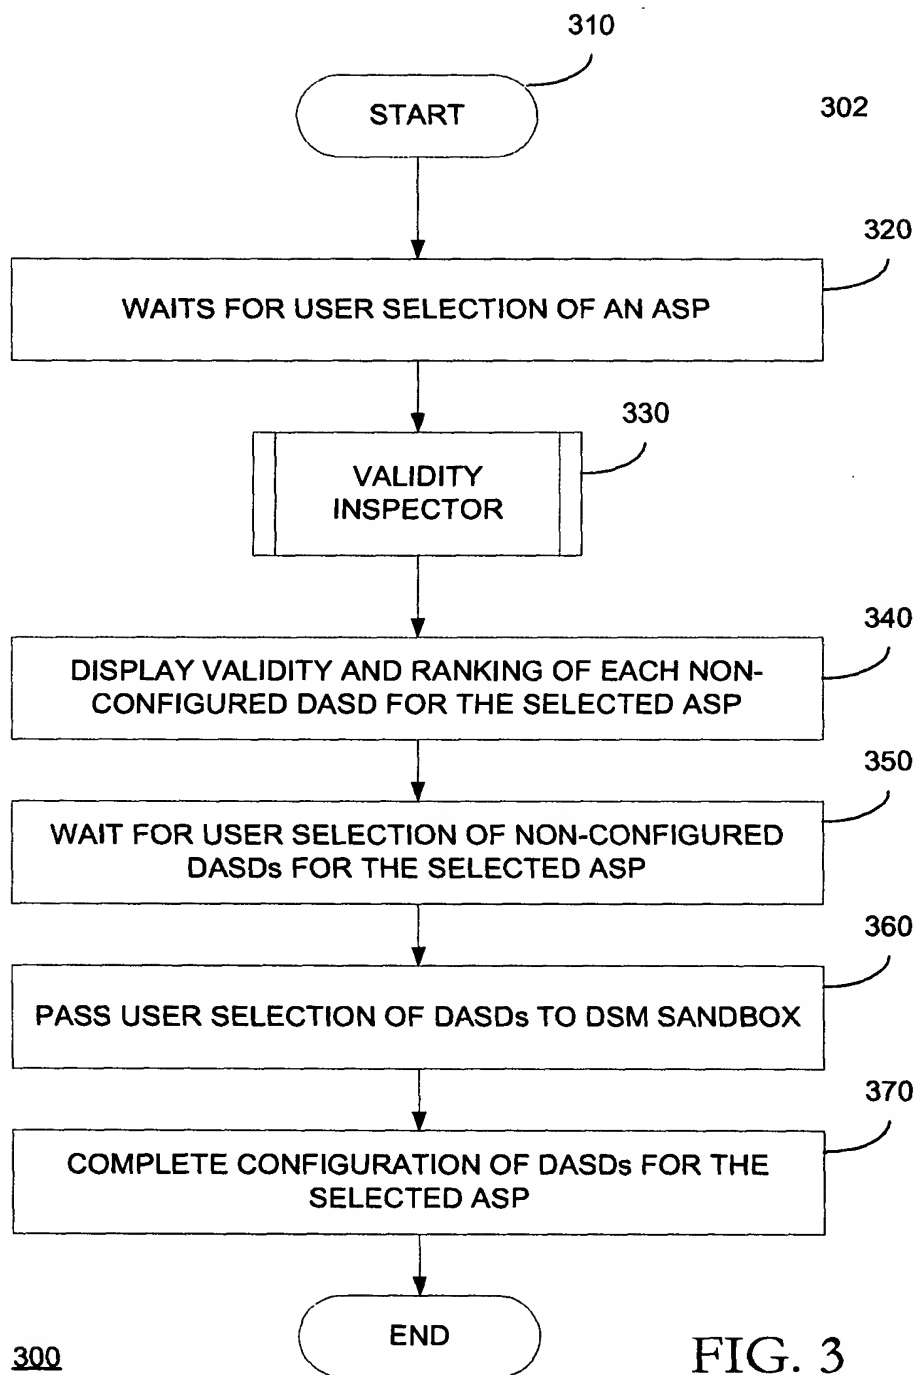 310
START
302
320
WAITS FOR USER SELECTION OF AN ASP
330
VALIDITY
INSPECTOR
340
DISPLAY VALIDITY AND RANKING OF EACH NON-
CONFIGURED DASD FOR THE SELECTED ASP
350
WAIT FOR USER SELECTION OF NON-CONFIGURED
DASDs FOR THE SELECTED ASP
360
PASS USER SELECTION OF DASDs TO DSM SANDBOX
370
COMPLETE CONFIGURATION OF DASDs FOR THE
SELECTED ASP
END
300
FIG. 3